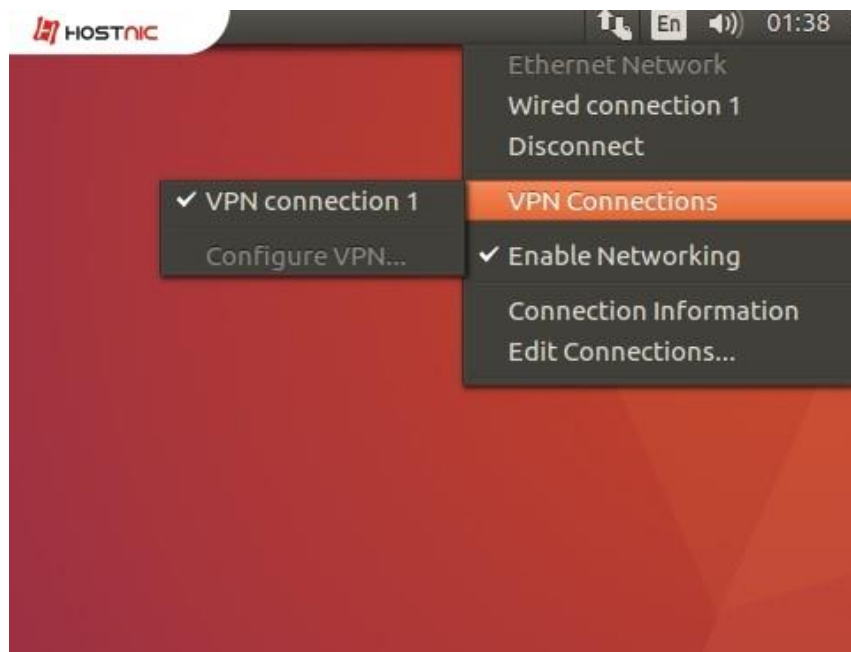 HOSTNIC
En 01:38
Ethernet Network
Wired connection 1
Disconnect
VPN Connections
✔ VPN connection 1
Configure VPN...
✔ Enable Networking
Connection Information
Edit Connections...